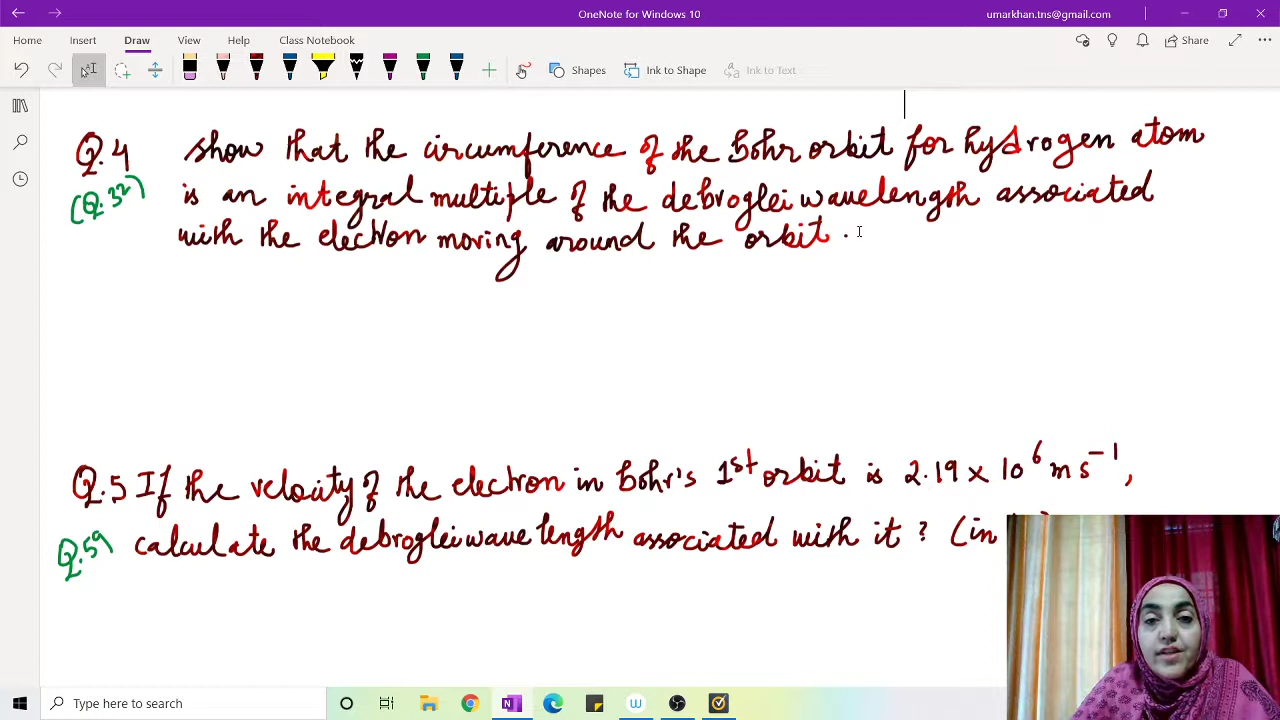 OneNote for Windows 10
umarkhan.tns@gmail.com
Home Insert Draw View Help Class Notebook
Share
Shapes Ink to Shape Ink to Text
Q.4 show that the circumference of the Bohr orbit for hydrogen atom
(Q.32) is an integral multiple of the debroglei wavelength associated
with the electron moving around the orbit.
Q.5 If the velocity of the electron in Bohr's 1st orbit is 2.19 x 10⁶ m s⁻¹,
Q.59 calculate the debroglei wave length associated with it? (in
Type here to search